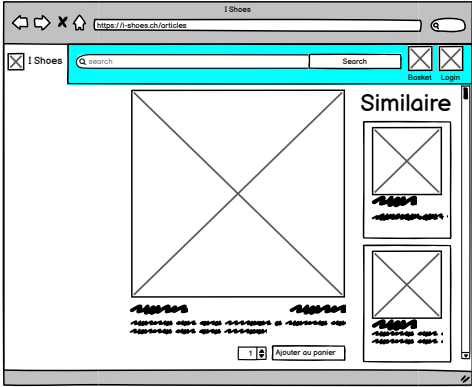 I Shoes
https://i-shoes.ch/articles
I Shoes
search
Search
Basket
Login
Similaire
1
Ajouter au panier